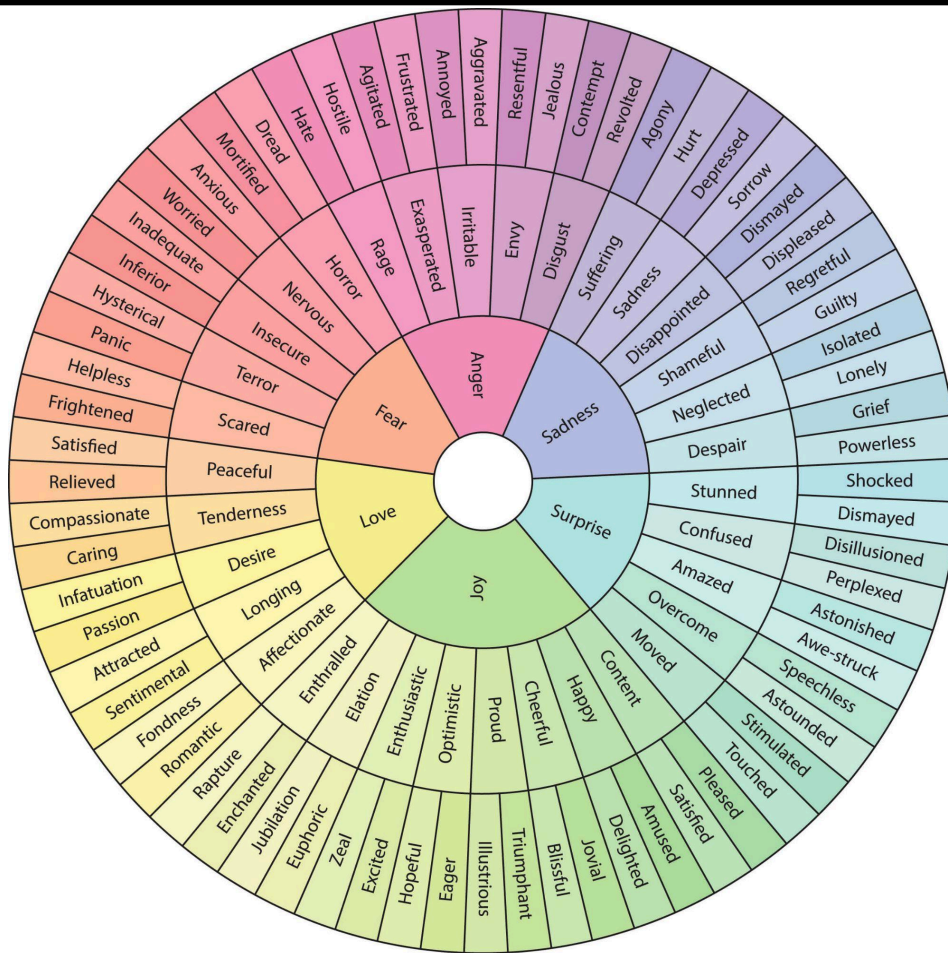 Anger
Sadness
Surprise
Joy
Love
Fear
Rage
Exasperated
Irritable
Envy
Disgust
Suffering
Sadness
Disappointed
Shameful
Neglected
Despair
Stunned
Confused
Amazed
Overcome
Moved
Content
Happy
Cheerful
Proud
Optimistic
Enthusiastic
Elation
Enthralled
Affectionate
Longing
Desire
Tenderness
Peaceful
Scared
Terror
Insecure
Nervous
Horror
Hate
Hostile
Agitated
Frustrated
Annoyed
Aggravated
Resentful
Jealous
Contempt
Revolted
Agony
Hurt
Depressed
Sorrow
Dismayed
Displeased
Regretful
Guilty
Isolated
Lonely
Grief
Powerless
Shocked
Dismayed
Disillusioned
Perplexed
Astonished
Awe-struck
Speechless
Astounded
Stimulated
Touched
Pleased
Satisfied
Amused
Delighted
Jovial
Blissful
Triumphant
Illustrious
Eager
Hopeful
Excited
Zeal
Euphoric
Jubilation
Enchanted
Rapture
Romantic
Fondness
Sentimental
Attracted
Passion
Infatuation
Caring
Compassionate
Relieved
Satisfied
Frightened
Helpless
Panic
Hysterical
Inferior
Inadequate
Worried
Anxious
Mortified
Dread